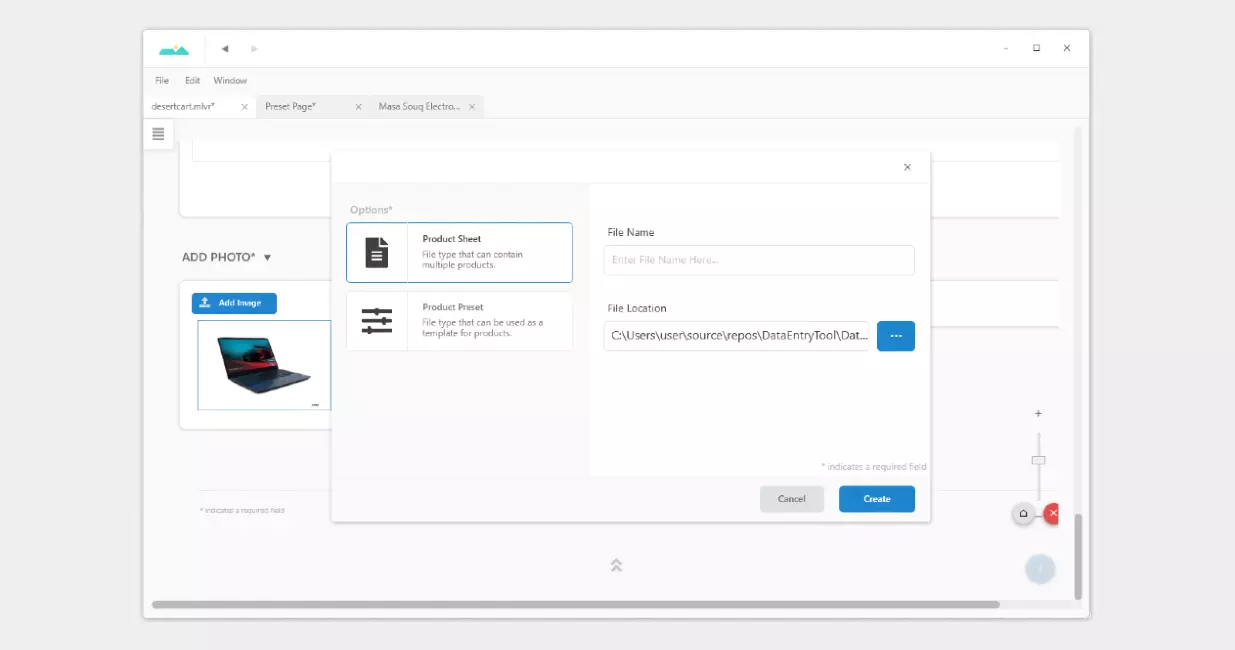 File Edit Window
desertcart.mlvr* Preset Page* Masa Souq Electro...
Options*
Product Sheet
File type that can contain
multiple products.
Product Preset
File type that can be used as a
template for products.
File Name
Enter File Name Here...
File Location
C:\Users\user\source\repos\DataEntryTool\Dat... ...
* indicates a required field
Cancel Create
ADD PHOTO*
Add Image
* indicates a required field